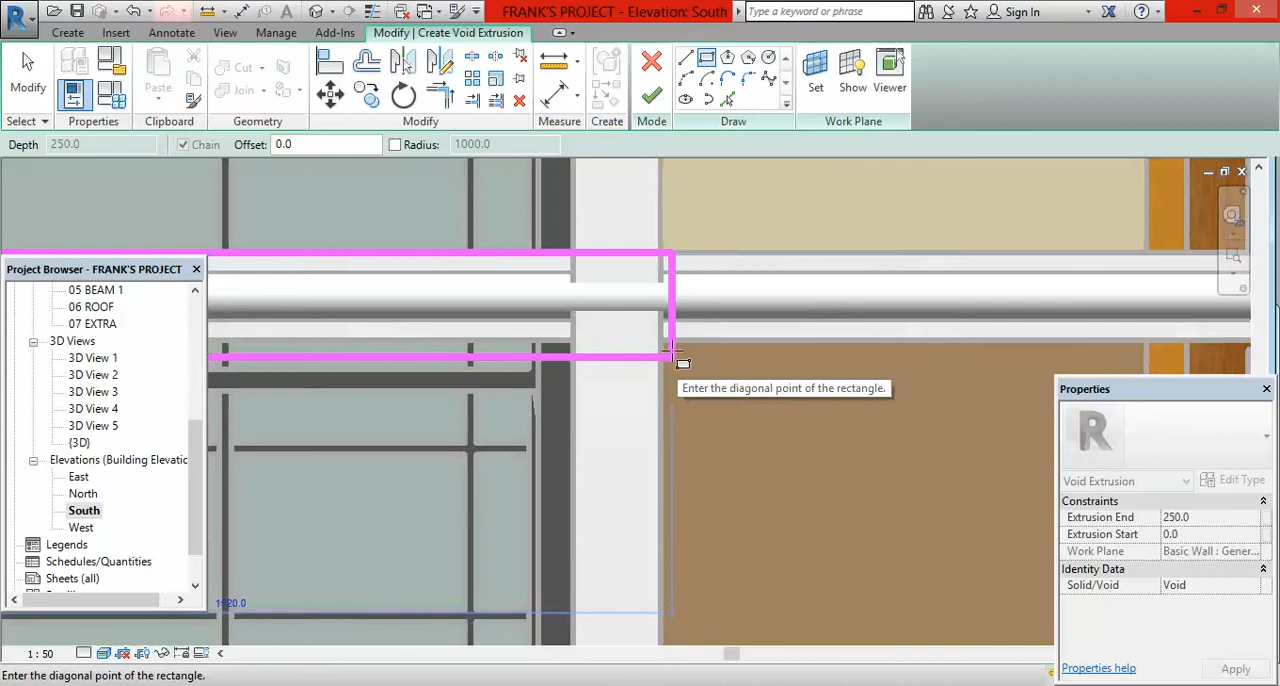 FRANK'S PROJECT - Elevation: South
Type a keyword or phrase
Sign In
Create Insert Annotate View Manage Add-Ins Modify | Create Void Extrusion
Modify
Paste
Cut
Join
Set Show Viewer
Select Properties Clipboard Geometry Modify Measure Create Mode Draw Work Plane
Depth 250.0 Chain Offset: 0.0 Radius: 1000.0
Project Browser - FRANK'S PROJECT
05 BEAM 1
06 ROOF
07 EXTRA
3D Views
3D View 1
3D View 2
3D View 3
3D View 4
3D View 5
{3D}
Elevations (Building Elevatic
East
North
South
West
Legends
Schedules/Quantities
Sheets (all)
Enter the diagonal point of the rectangle.
Properties
R
Void Extrusion Edit Type
Constraints
Extrusion End 250.0
Extrusion Start 0.0
Work Plane Basic Wall : Gener...
Identity Data
Solid/Void Void
Properties help Apply
1 : 50
Enter the diagonal point of the rectangle.